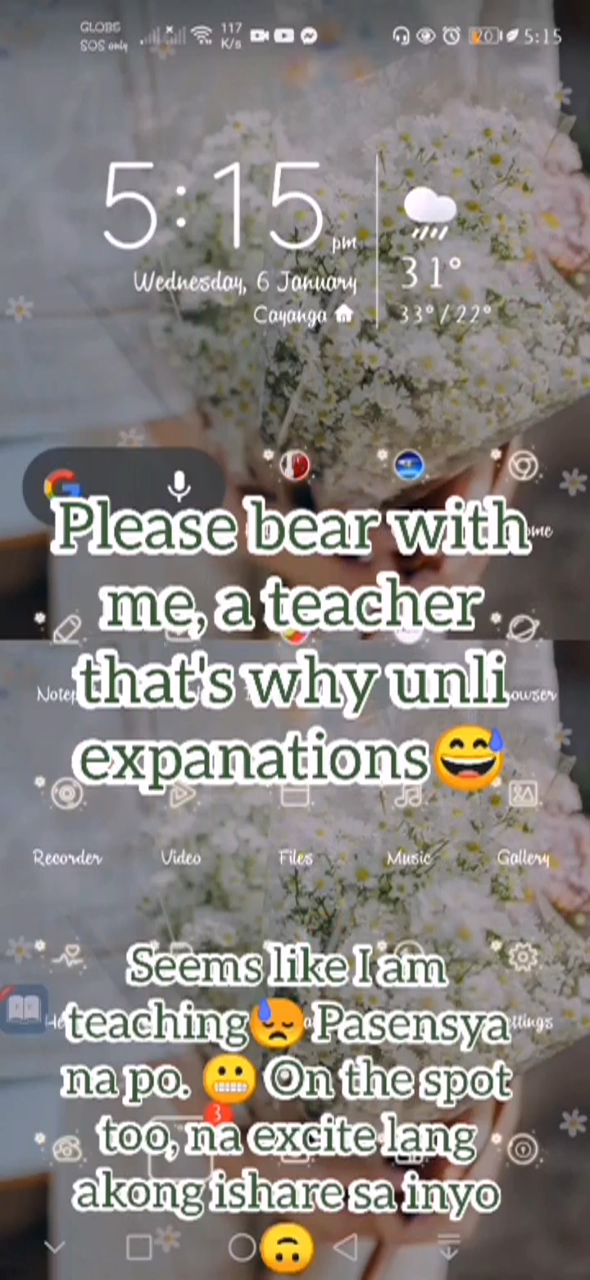 GLOBE
SOS only
117
K/s
20
5:15
5:15 pm
31°
Wednesday, 6 January
Cayanga
33°/22°
Please bear with
me, a teacher
that's why unli
expanations😅
Recorder Video Files Music Gallery
Seems like I am
teaching😓 Pasensya
na po. 😬 On the spot
3
too, na excite lang
akong ishare sa inyo
🙃